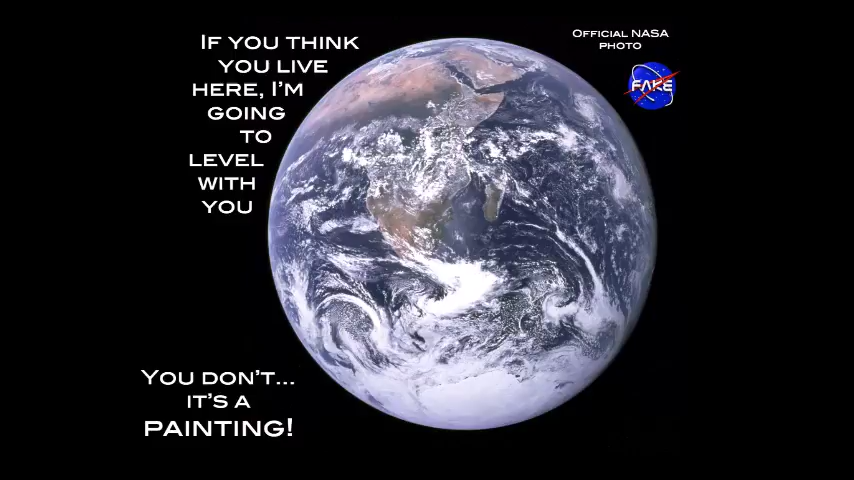 IF YOU THINK
YOU LIVE
HERE, I'M
GOING
TO
LEVEL
WITH
YOU
OFFICIAL NASA
PHOTO
FAKE
YOU DON'T...
IT'S A
PAINTING!